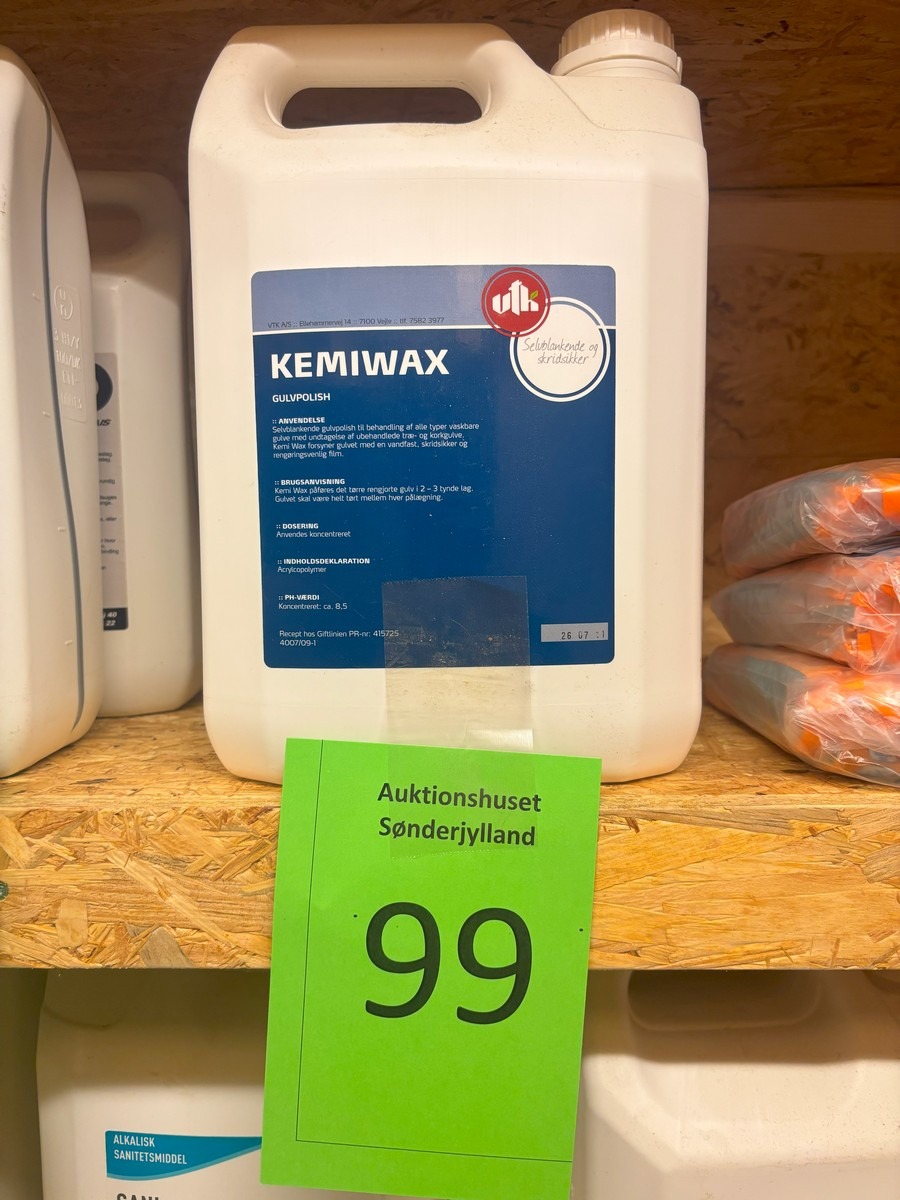 vtk
VTK A/S :: Ellehammervej 14 :: 7100 Vejle :: tlf. 7582 3977
Selvblankende og
skridsikker
KEMIWAX
GULVPOLISH
:: ANVENDELSE
Selvblankende gulvpolish til behandling af alle typer vaskbare
gulve med undtagelse af ubehandlede træ- og korkgulve.
Kemi Wax forsyner gulvet med en vandfast, skridsikker og
rengøringsvenlig film.
:: BRUGSANVISNING
Kemi Wax påføres det tørre rengjorte gulv i 2 – 3 tynde lag.
Gulvet skal være helt tørt mellem hver pålægning.
:: DOSERING
Anvendes koncentreret
:: INDHOLDSDEKLARATION
Acrylcopolymer
:: PH-VÆRDI
Koncentreret: ca. 8,5
Recept hos Giftlinien PR-nr: 415725
4007/09-1
26 07
Auktionshuset
Sønderjylland
99
ALKALISK
SANITETSMIDDEL